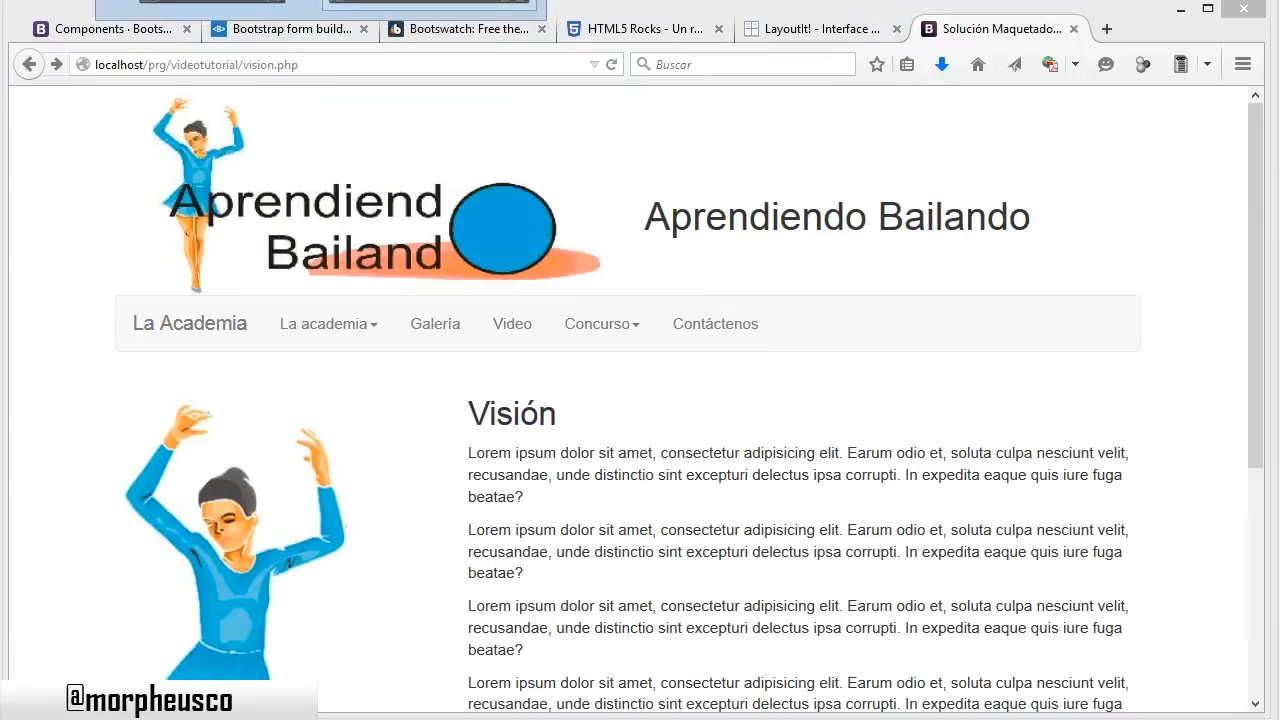 Components · Boots...
Bootstrap form build...
Bootswatch: Free the...
HTML5 Rocks - Un r...
LayoutIt! - Interface ...
Solución Maquetado...
localhost/prg/videotutorial/vision.php
Buscar
Aprendiend
Bailand
Aprendiendo Bailando
La Academia
La academia
Galería
Video
Concurso
Contáctenos
Visión
Lorem ipsum dolor sit amet, consectetur adipisicing elit. Earum odio et, soluta culpa nesciunt velit,
recusandae, unde distinctio sint excepturi delectus ipsa corrupti. In expedita eaque quis iure fuga
beatae?
Lorem ipsum dolor sit amet, consectetur adipisicing elit. Earum odio et, soluta culpa nesciunt velit,
recusandae, unde distinctio sint excepturi delectus ipsa corrupti. In expedita eaque quis iure fuga
beatae?
Lorem ipsum dolor sit amet, consectetur adipisicing elit. Earum odio et, soluta culpa nesciunt velit,
recusandae, unde distinctio sint excepturi delectus ipsa corrupti. In expedita eaque quis iure fuga
beatae?
Lorem ipsum dolor sit amet, consectetur adipisicing elit. Earum odio et, soluta culpa nesciunt velit,
recusandae, unde distinctio sint excepturi delectus ipsa corrupti. In expedita eaque quis iure fuga
@morpheusco